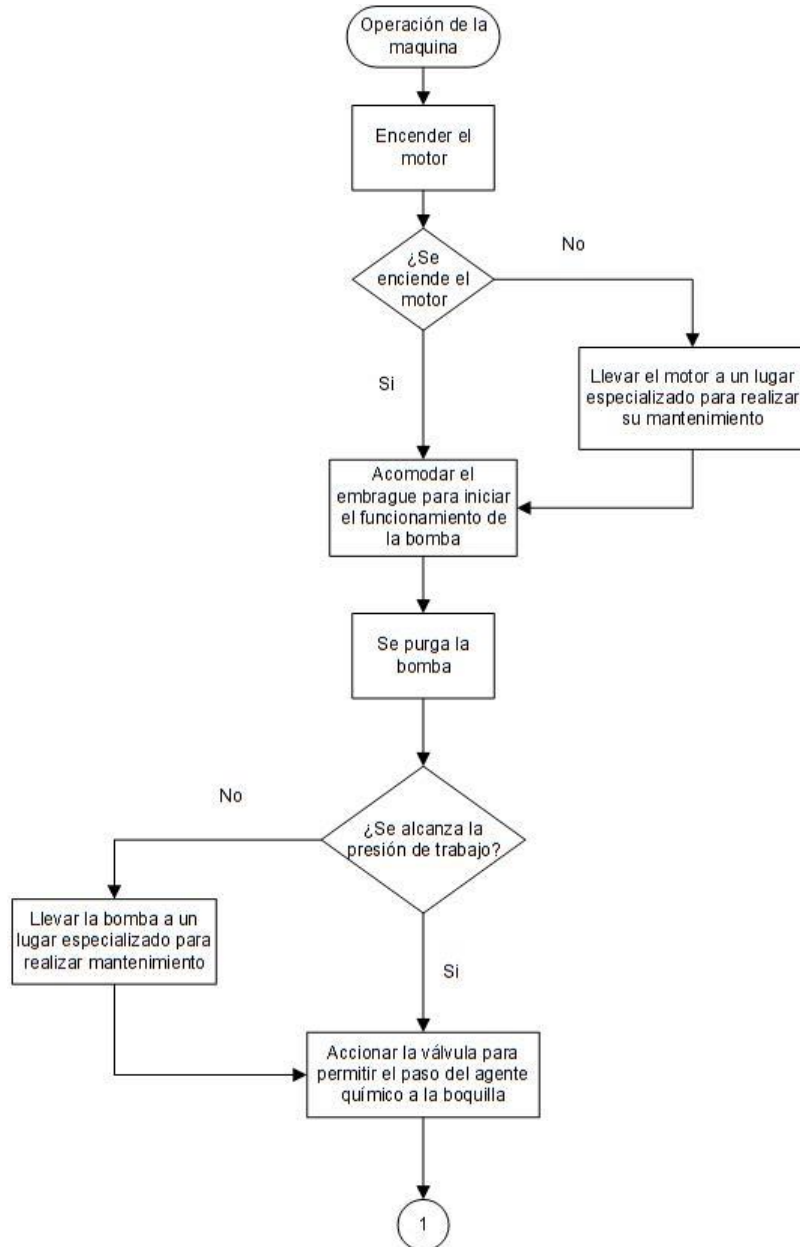 Operación de la
maquina
Encender el
motor
¿Se
enciende el
motor
No
Si
Llevar el motor a un lugar
especializado para realizar
su mantenimiento
Acomodar el
embrague para iniciar
el funcionamiento de
la bomba
Se purga la
bomba
No
¿Se alcanza la
presión de trabajo?
Llevar la bomba a un
lugar especializado para
realizar mantenimiento
Si
Accionar la válvula para
permitir el paso del agente
químico a la boquilla
1